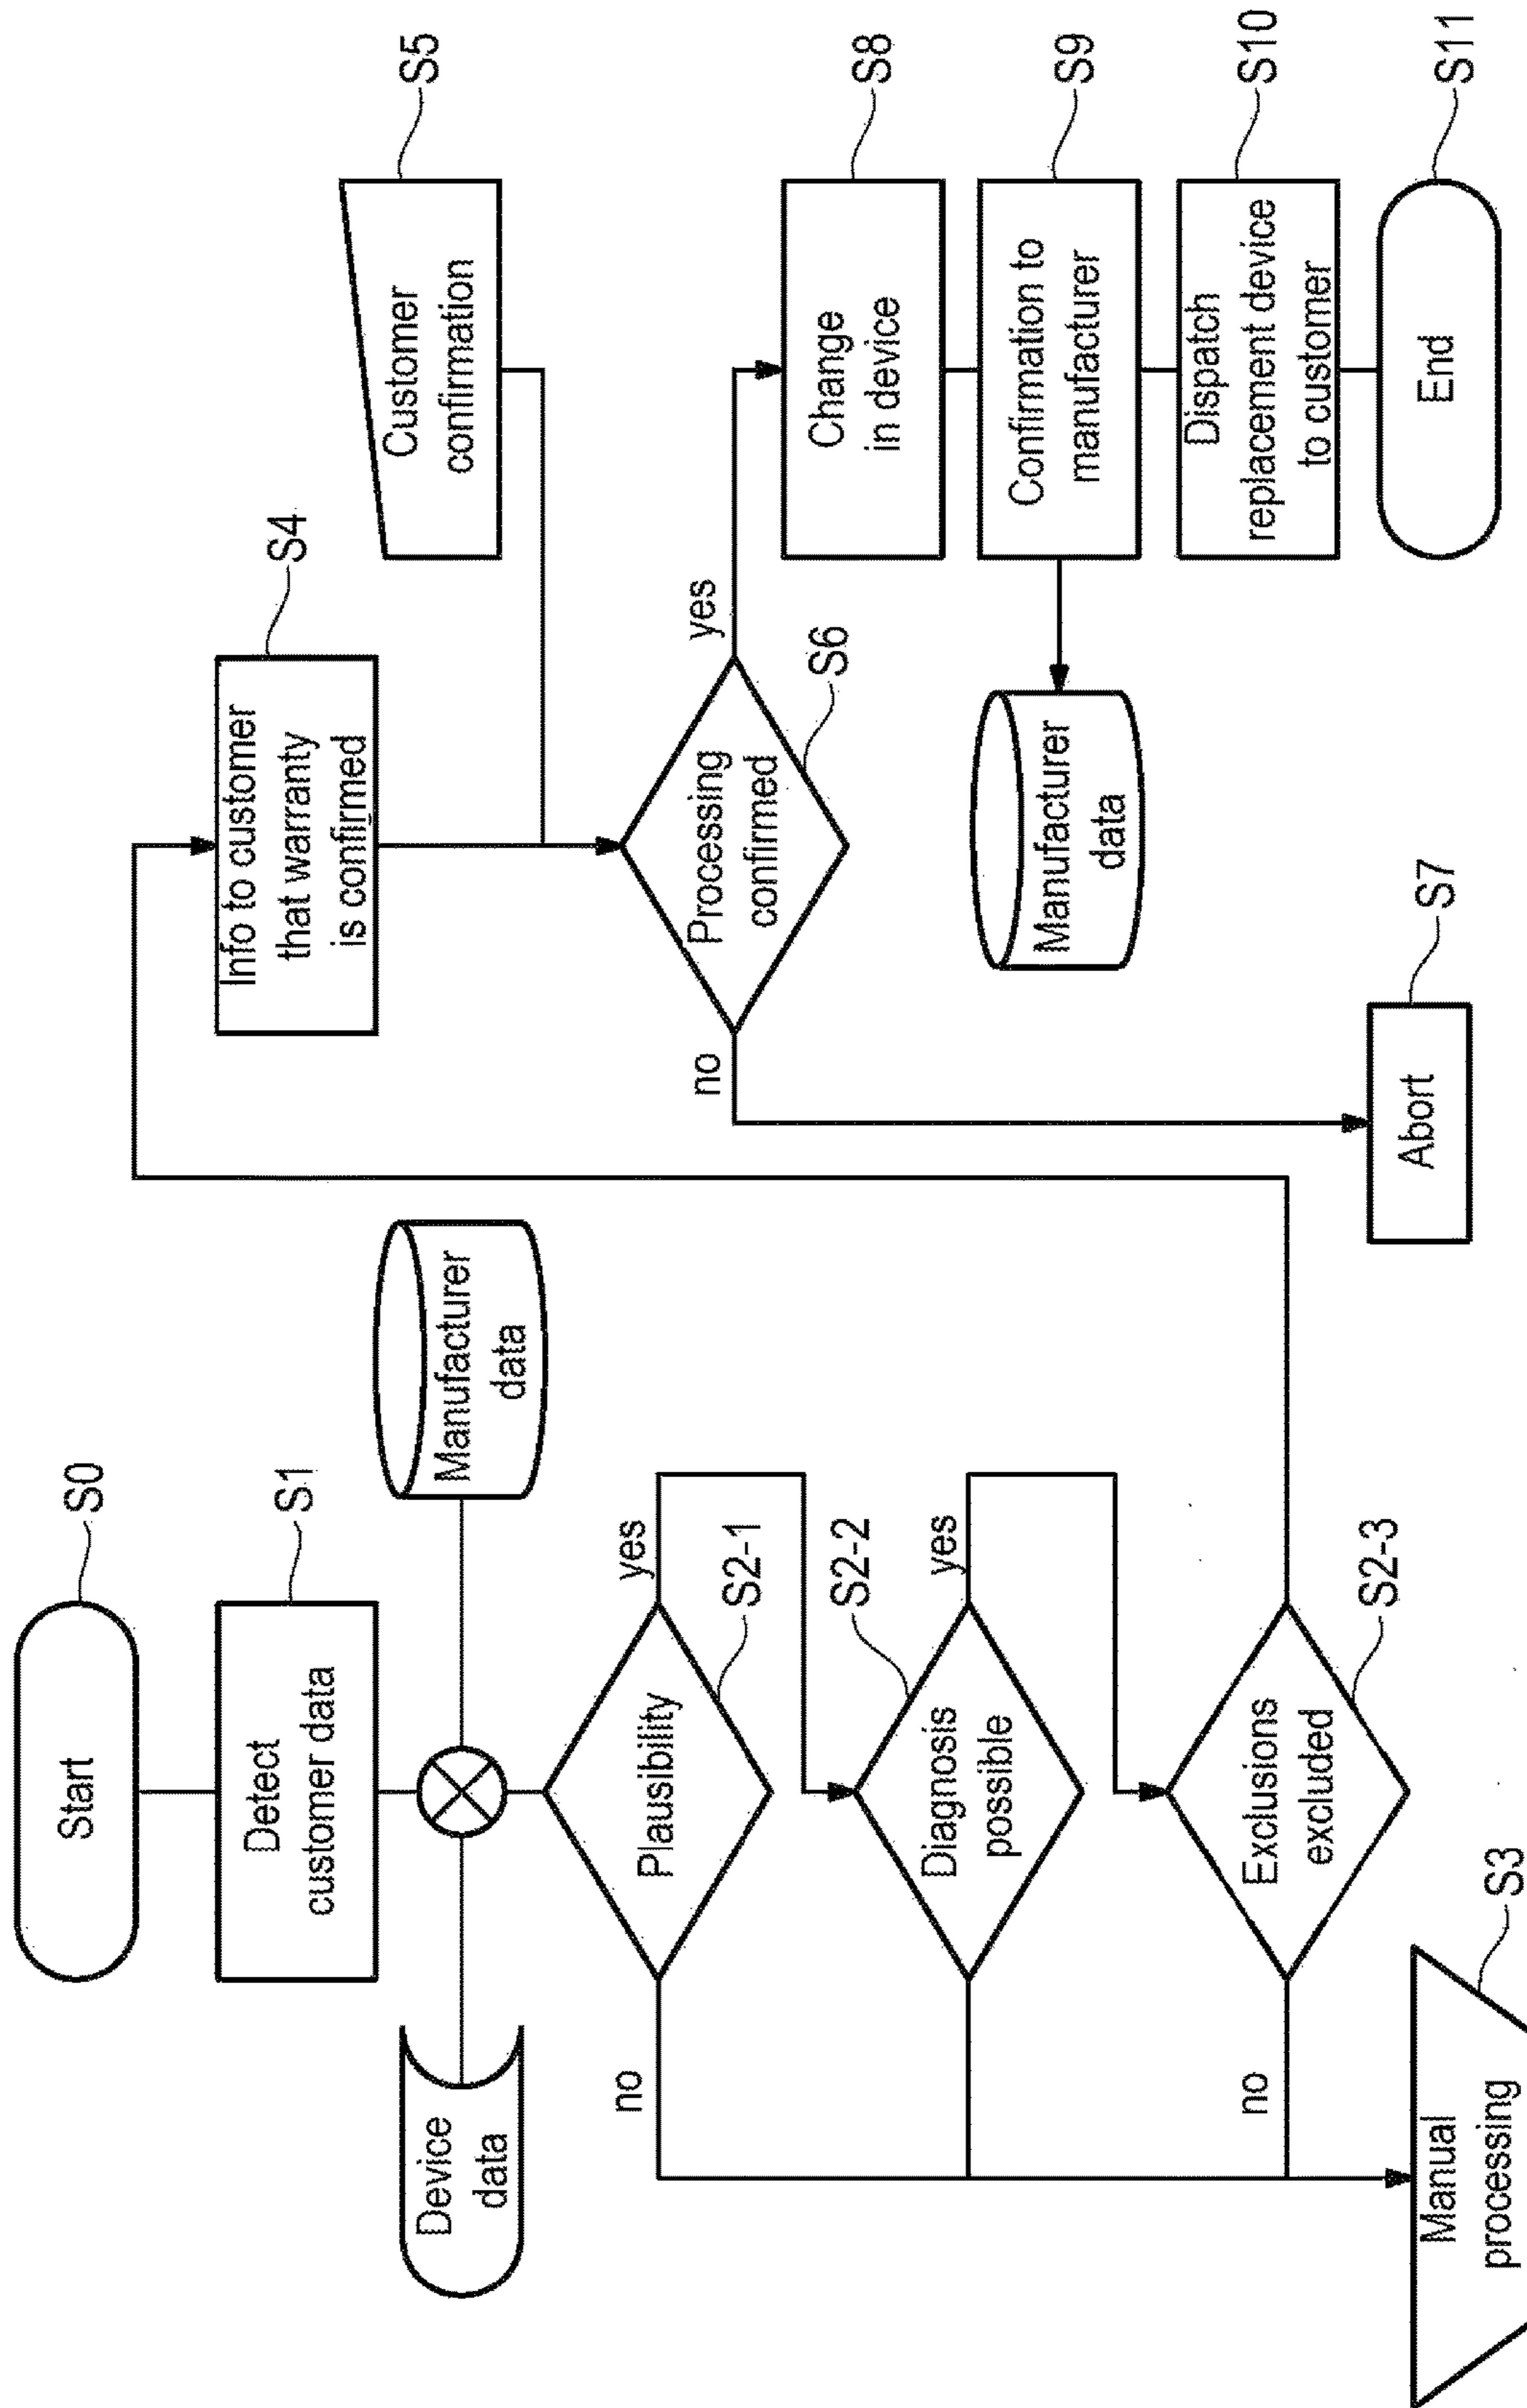 Start
S0
Detect
customer data
S1
Device
data
Manufacturer
data
Plausibility
no
yes
S2-1
Diagnosis
possible
S2-2
yes
Exclusions
excluded
no
S2-3
Manual
processing
S3
Info to customer
that warranty
is confirmed
S4
Customer
confirmation
S5
Processing
confirmed
no
yes
S6
Abort
S7
Change
in device
S8
Confirmation to
manufacturer
S9
Manufacturer
data
Dispatch
replacement device
to customer
S10
End
S11